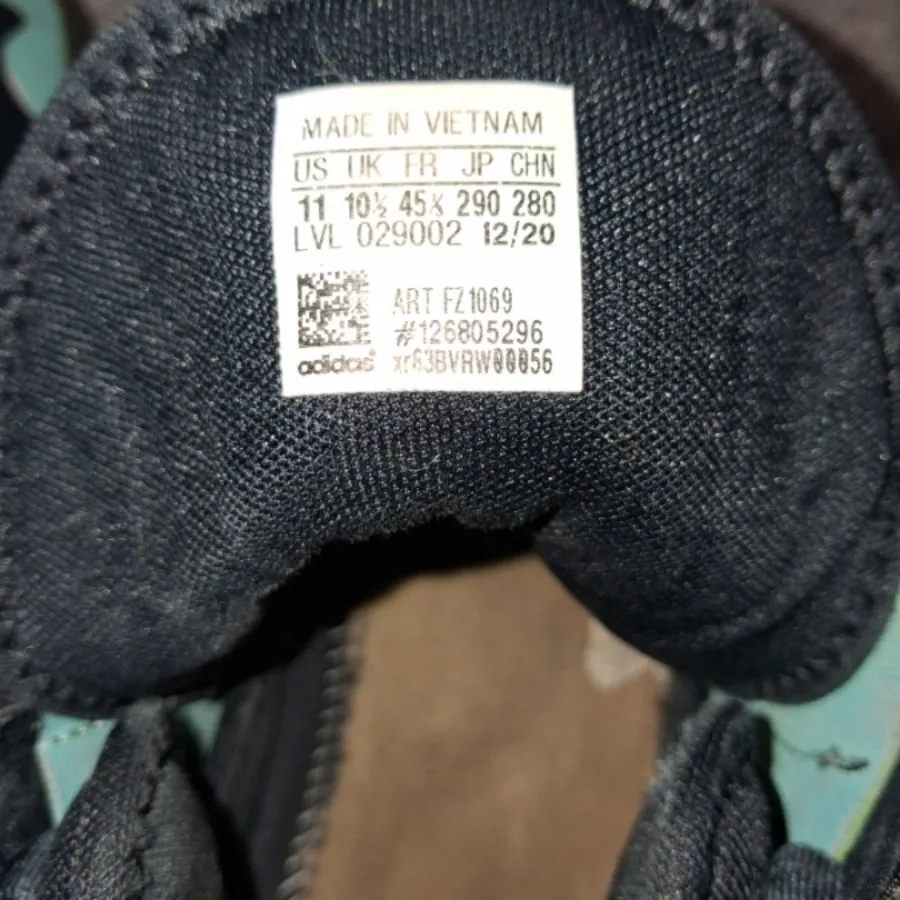 MADE IN VIETNAM
US UK FR JP CHN
11 10½ 45⅓ 290 280
LVL 029002 12/20
ART FZ1069
#126805296
adidas® xr63BVRW00056